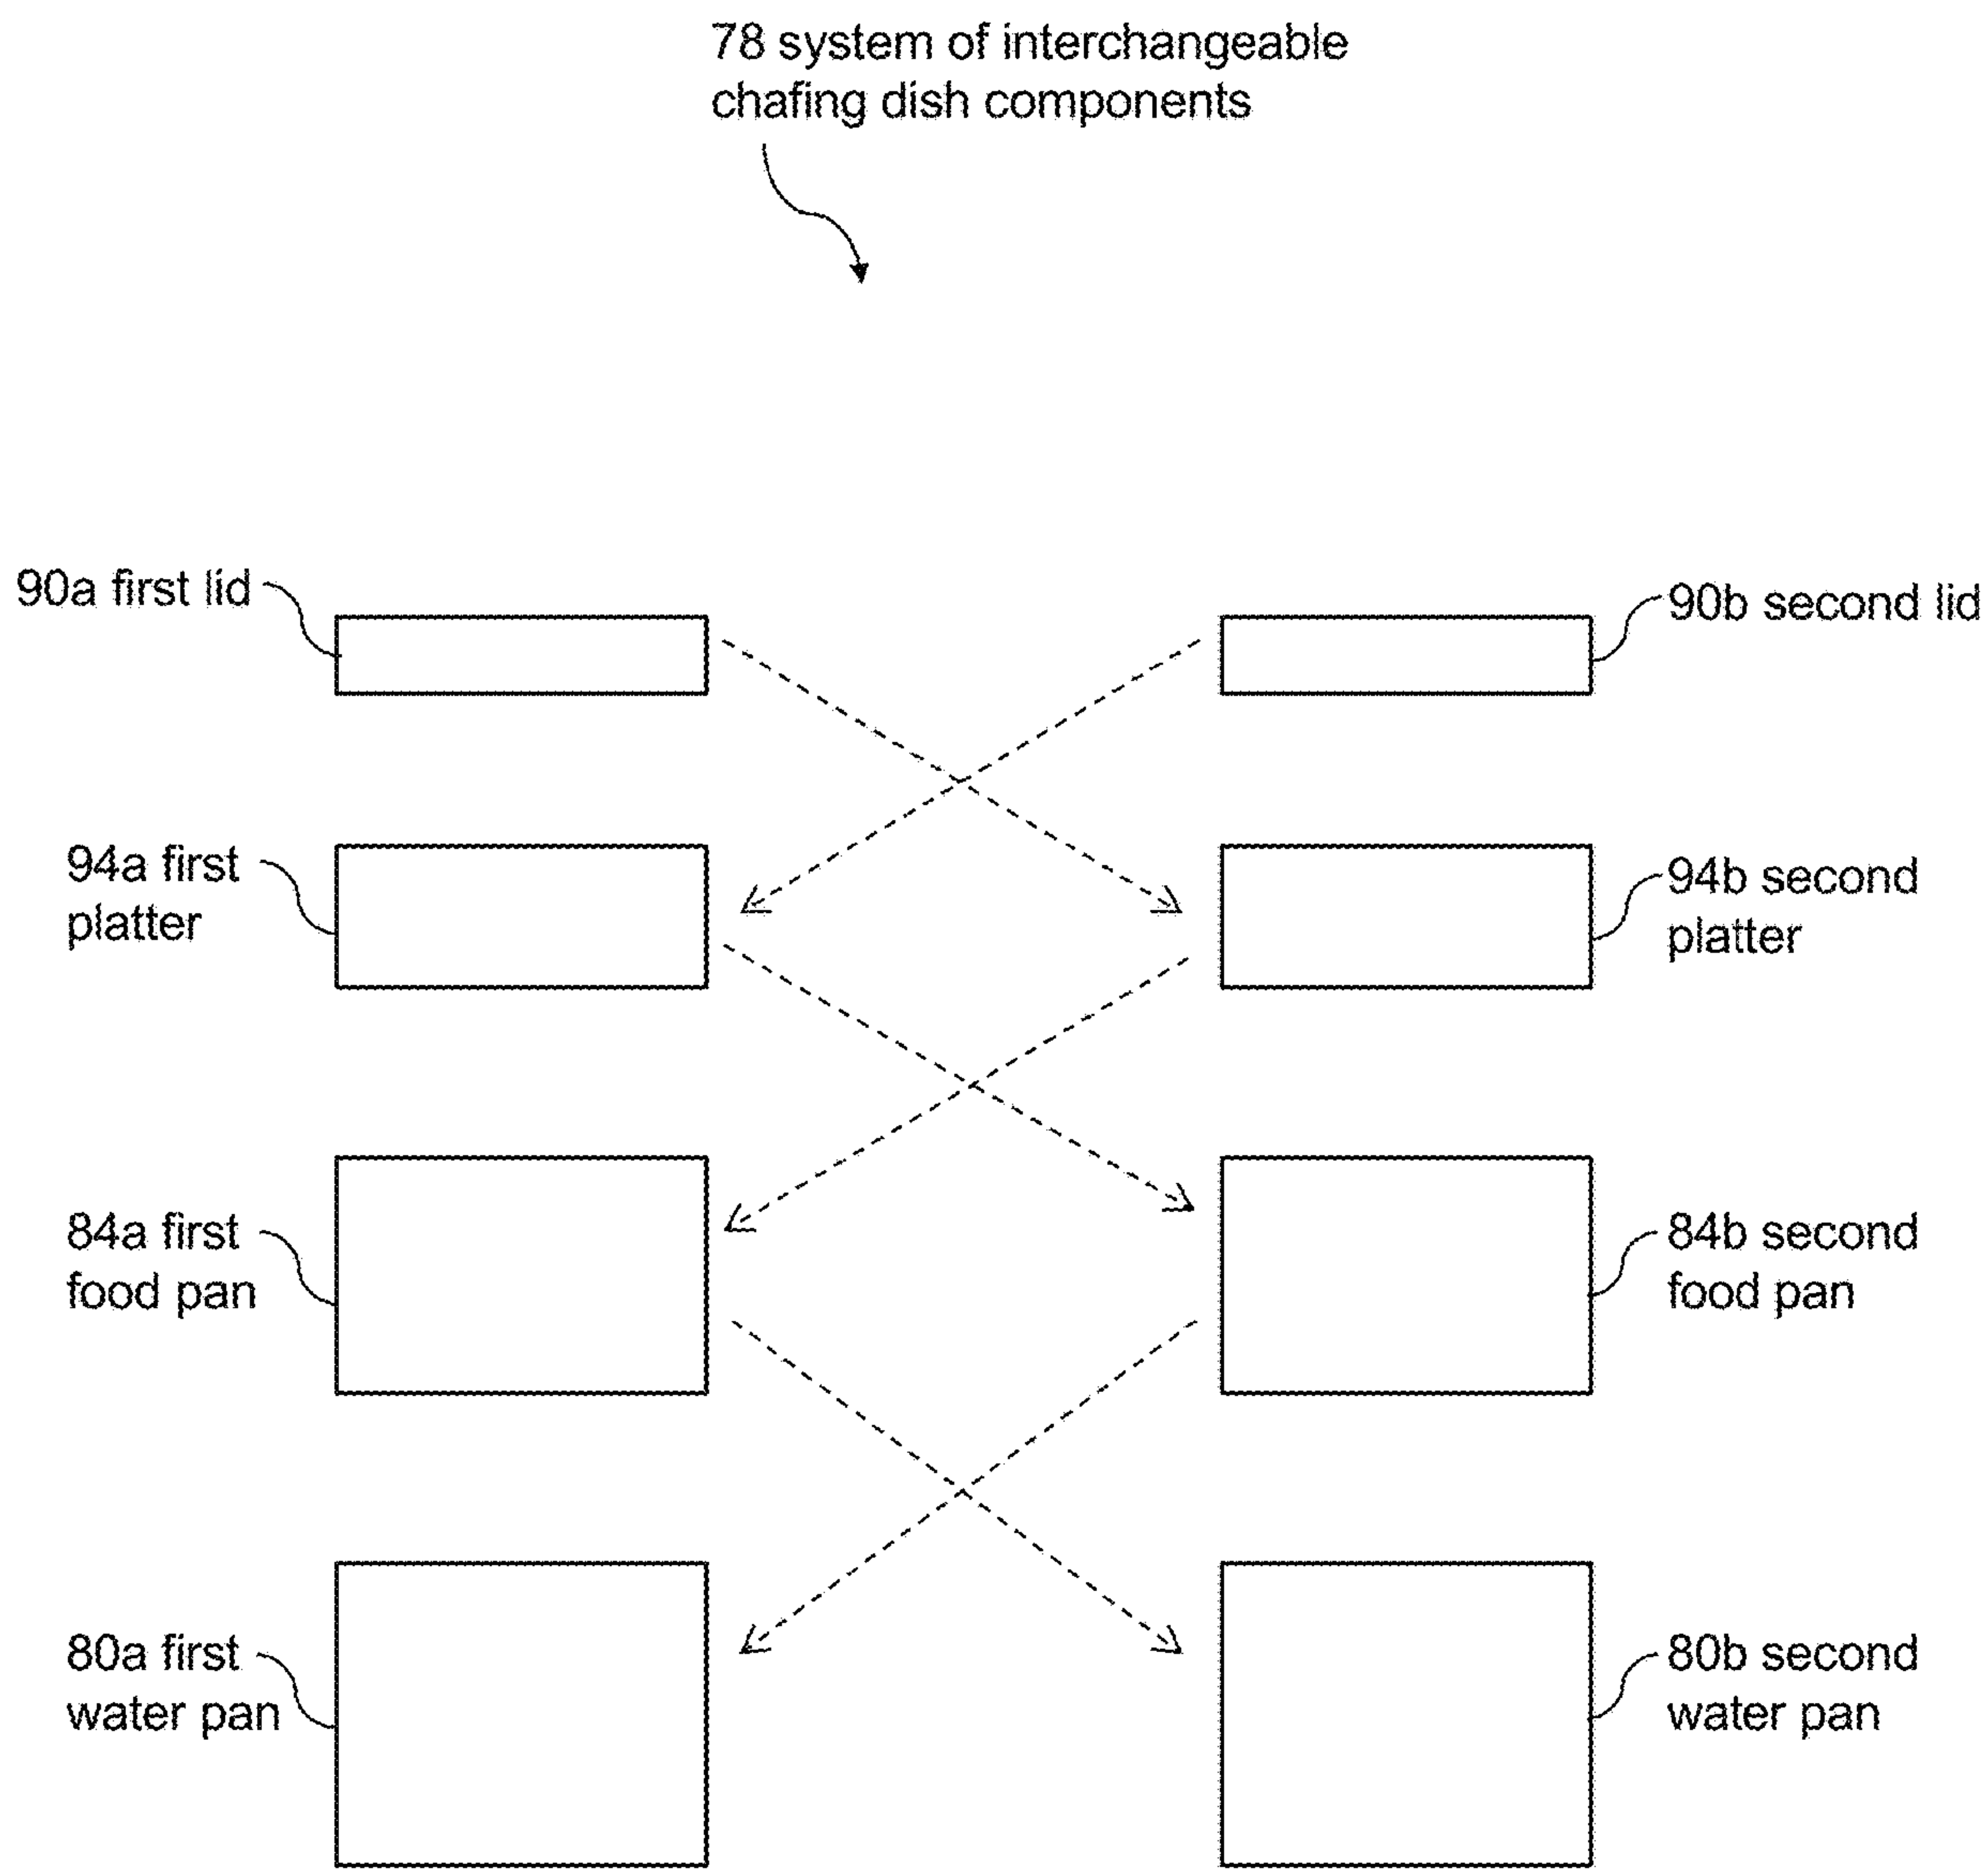 78 system of interchangeable
chafing dish components
90a first lid
90b second lid
94a first
platter
94b second
platter
84a first
food pan
84b second
food pan
80a first
water pan
80b second
water pan